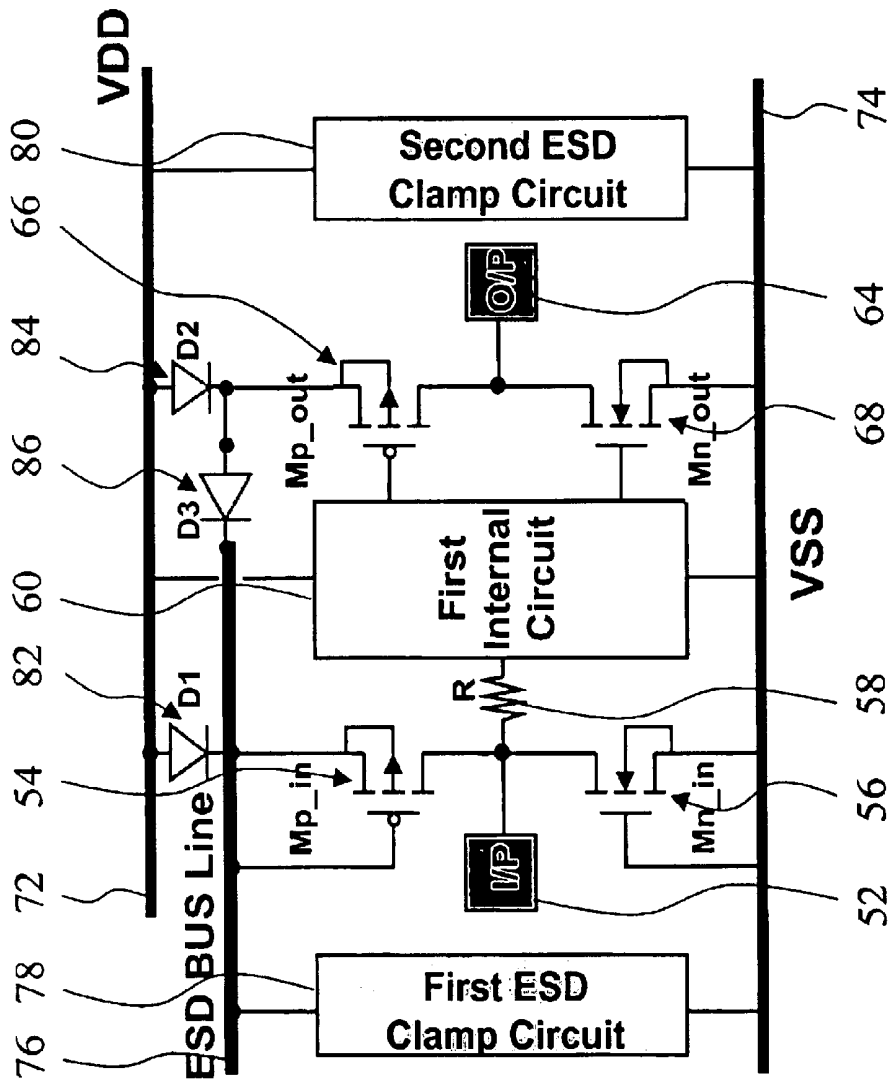 VDD
80
66
84
86
60
82
54
72
78
76
D2
D3
D1
ESD BUS Line
Mp_out
Mp_in
Second ESD
Clamp Circuit
O/P
First
Internal
Circuit
R
I/P
First ESD
Clamp Circuit
Mn_out
Mn_in
VSS
74
64
68
58
56
52